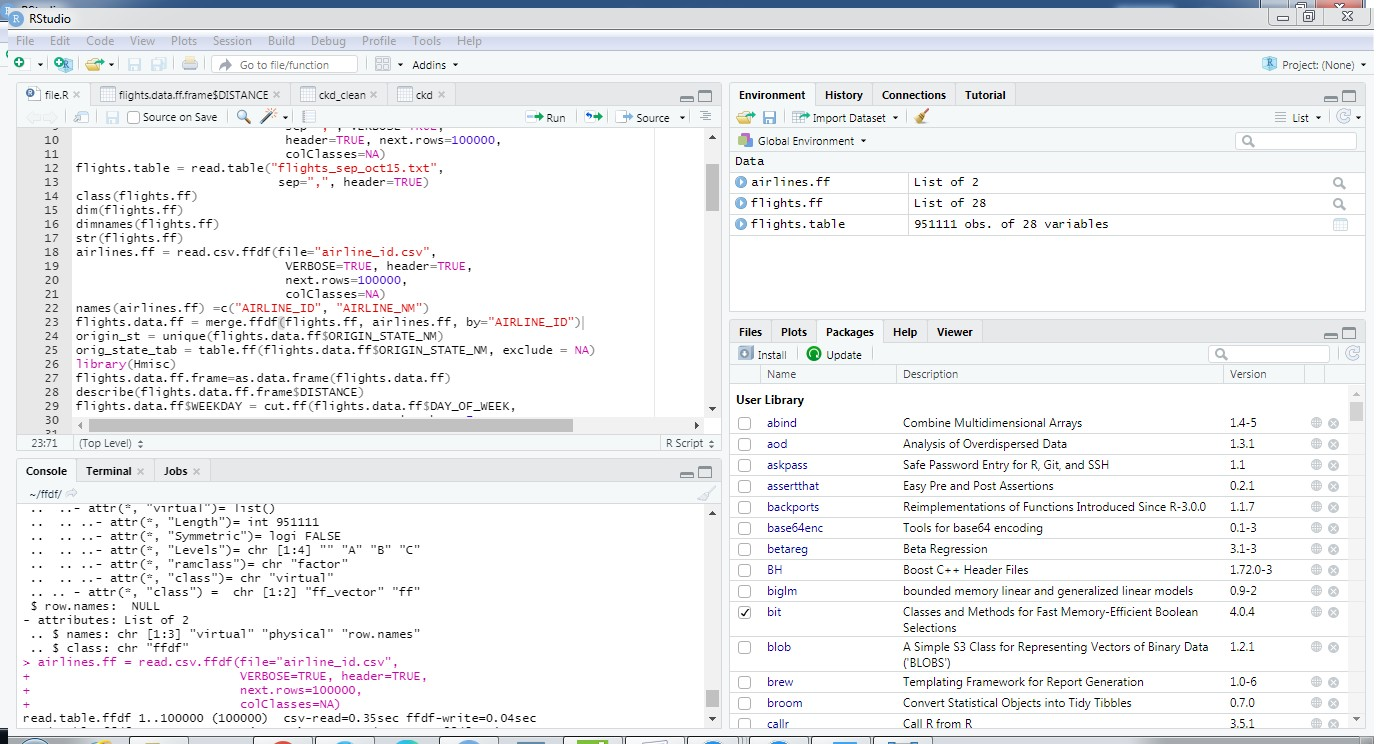 RStudio
File Edit Code View Plots Session Build Debug Profile Tools Help
Go to file/function Addins Project: (None)
file.R flights.data.ff.frame$DISTANCE ckd_clean ckd
Source on Save Run Source
9 sep=",", VERBOSE=TRUE,
10 header=TRUE, next.rows=100000,
11 colClasses=NA)
12 flights.table = read.table("flights_sep_oct15.txt",
13 sep=",", header=TRUE)
14 class(flights.ff)
15 dim(flights.ff)
16 dimnames(flights.ff)
17 str(flights.ff)
18 airlines.ff = read.csv.ffdf(file="airline_id.csv",
19 VERBOSE=TRUE, header=TRUE,
20 next.rows=100000,
21 colClasses=NA)
22 names(airlines.ff) =c("AIRLINE_ID", "AIRLINE_NM")
23 flights.data.ff = merge.ffdf(flights.ff, airlines.ff, by="AIRLINE_ID")
24 origin_st = unique(flights.data.ff$ORIGIN_STATE_NM)
25 orig_state_tab = table.ff(flights.data.ff$ORIGIN_STATE_NM, exclude = NA)
26 library(Hmisc)
27 flights.data.ff.frame=as.data.frame(flights.data.ff)
28 describe(flights.data.ff.frame$DISTANCE)
29 flights.data.ff$WEEKDAY = cut.ff(flights.data.ff$DAY_OF_WEEK,
30
31
23:71 (Top Level) R Script
Console Terminal Jobs
~/ffdf/
.. ..- attr(*, "virtual")= list()
.. .. ..- attr(*, "Length")= int 951111
.. .. ..- attr(*, "Symmetric")= logi FALSE
.. .. ..- attr(*, "Levels")= chr [1:4] "" "A" "B" "C"
.. .. ..- attr(*, "ramclass")= chr "factor"
.. .. ..- attr(*, "class")= chr "virtual"
.. .. - attr(*, "class") = chr [1:2] "ff_vector" "ff"
$ row.names: NULL
- attributes: List of 2
.. $ names: chr [1:3] "virtual" "physical" "row.names"
.. $ class: chr "ffdf"
> airlines.ff = read.csv.ffdf(file="airline_id.csv",
+ VERBOSE=TRUE, header=TRUE,
+ next.rows=100000,
+ colClasses=NA)
read.table.ffdf 1..100000 (100000) csv-read=0.35sec ffdf-write=0.04sec
Environment History Connections Tutorial
Import Dataset List
Global Environment
Data
airlines.ff List of 2
flights.ff List of 28
flights.table 951111 obs. of 28 variables
Files Plots Packages Help Viewer
Install Update
Name Description Version
User Library
abind Combine Multidimensional Arrays 1.4-5
aod Analysis of Overdispersed Data 1.3.1
askpass Safe Password Entry for R, Git, and SSH 1.1
assertthat Easy Pre and Post Assertions 0.2.1
backports Reimplementations of Functions Introduced Since R-3.0.0 1.1.7
base64enc Tools for base64 encoding 0.1-3
betareg Beta Regression 3.1-3
BH Boost C++ Header Files 1.72.0-3
biglm bounded memory linear and generalized linear models 0.9-2
bit Classes and Methods for Fast Memory-Efficient Boolean 4.0.4
Selections
blob A Simple S3 Class for Representing Vectors of Binary Data 1.2.1
('BLOBS')
brew Templating Framework for Report Generation 1.0-6
broom Convert Statistical Objects into Tidy Tibbles 0.7.0
callr Call R from R 3.5.1